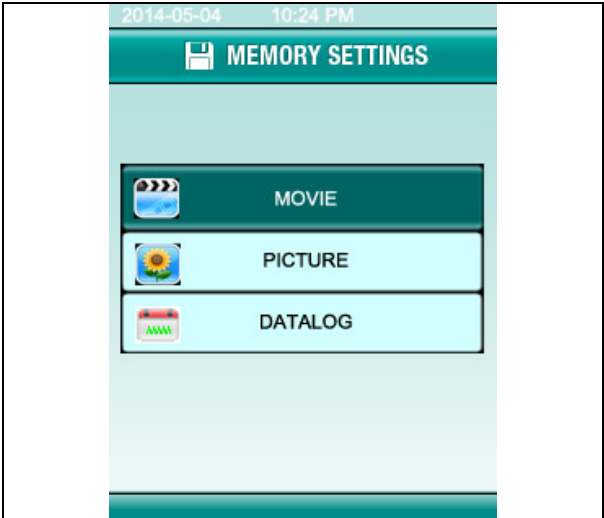 2014-05-04 10:24 PM
MEMORY SETTINGS
MOVIE
PICTURE
DATALOG